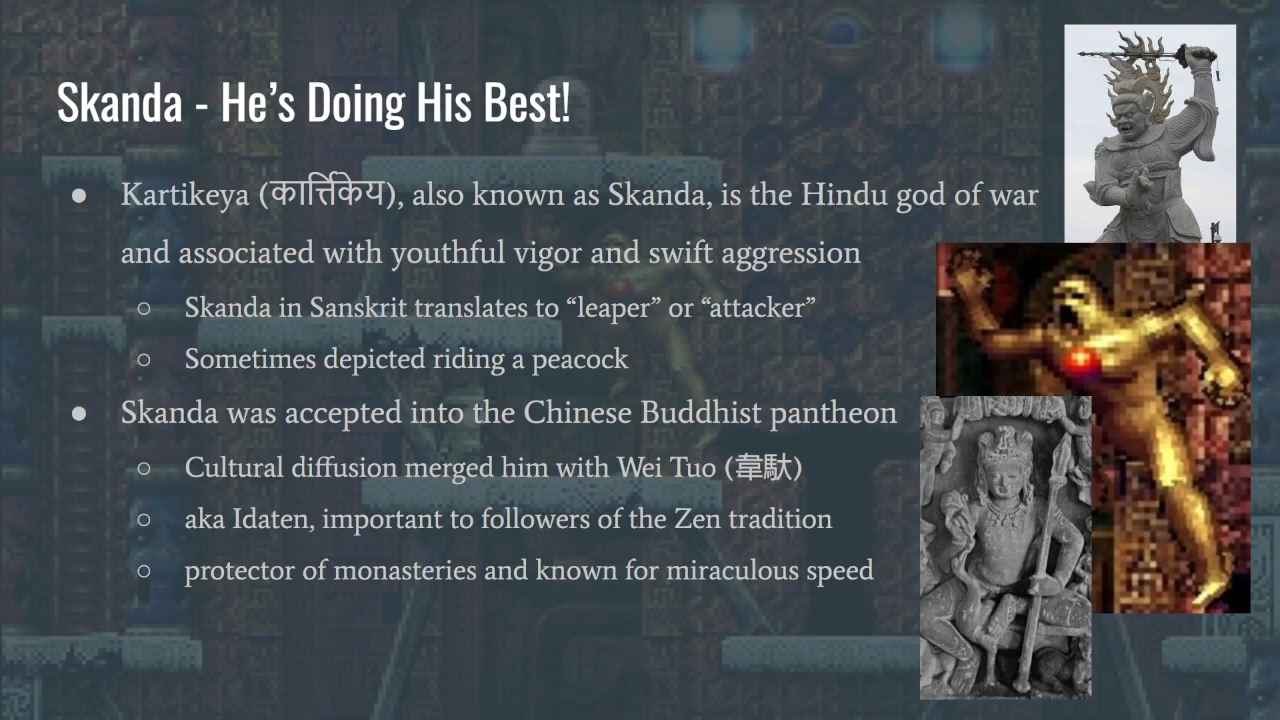 Skanda - He’s Doing His Best!
● Kartikeya (कार्त्तिकेय), also known as Skanda, is the Hindu god of war
and associated with youthful vigor and swift aggression
○ Skanda in Sanskrit translates to “leaper” or “attacker”
○ Sometimes depicted riding a peacock
● Skanda was accepted into the Chinese Buddhist pantheon
○ Cultural diffusion merged him with Wei Tuo (韋馱)
○ aka Idaten, important to followers of the Zen tradition
○ protector of monasteries and known for miraculous speed